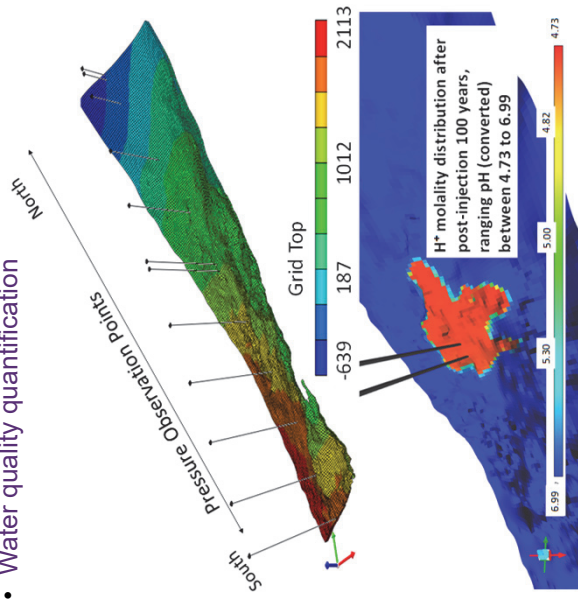 • Water quality quantification
North
Pressure Observation Points
South
Grid Top
-639 187 1012 2113
H⁺ molality distribution after
post-injection 100 years,
ranging pH (converted)
between 4.73 to 6.99
6.99 5.30 5.00 4.82 4.73